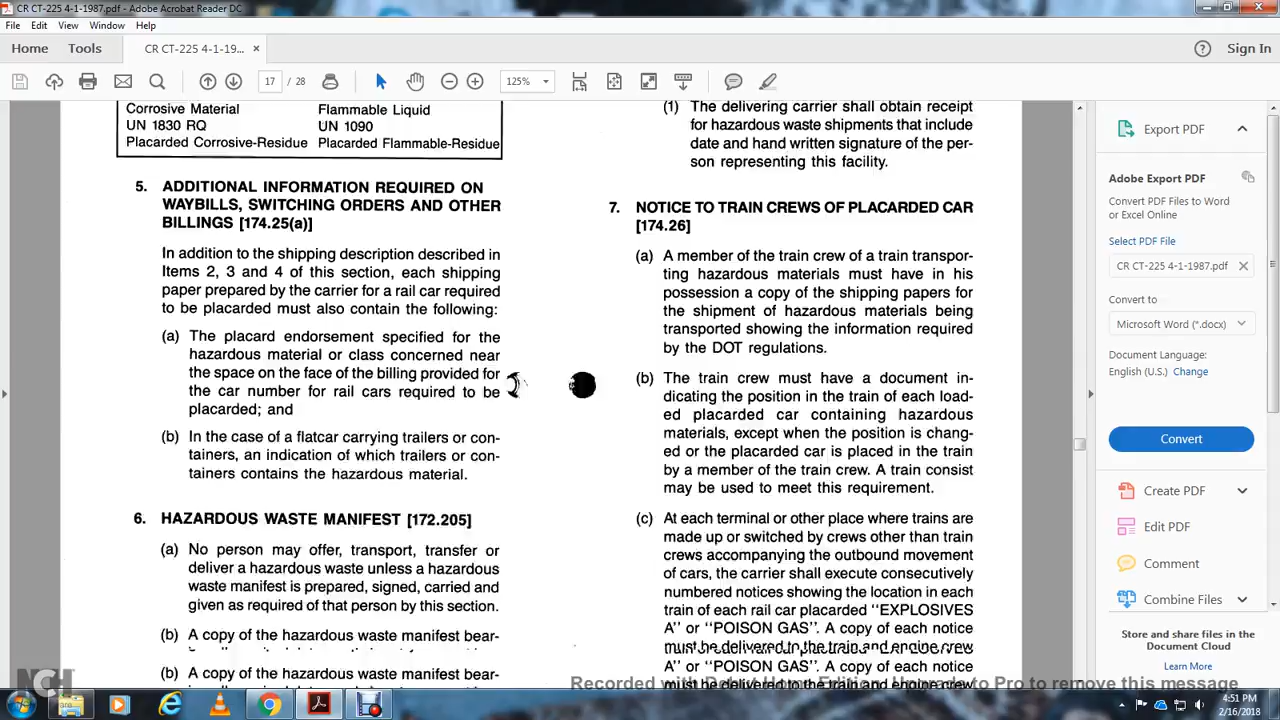 CR CT-225 4-1-1987.pdf - Adobe Acrobat Reader DC
File Edit View Window Help
Home Tools CR CT-225 4-1-19... × Sign In
17 / 28 125%
Corrosive Material Flammable Liquid
UN 1830 RQ UN 1090
Placarded Corrosive-Residue Placarded Flammable-Residue
5. ADDITIONAL INFORMATION REQUIRED ON
WAYBILLS, SWITCHING ORDERS AND OTHER
BILLINGS [174.25(a)]
In addition to the shipping description described in
Items 2, 3 and 4 of this section, each shipping
paper prepared by the carrier for a rail car required
to be placarded must also contain the following:
(a) The placard endorsement specified for the
hazardous material or class concerned near
the space on the face of the billing provided for
the car number for rail cars required to be
placarded; and
(b) In the case of a flatcar carrying trailers or con-
tainers, an indication of which trailers or con-
tainers contains the hazardous material.
6. HAZARDOUS WASTE MANIFEST [172.205]
(a) No person may offer, transport, transfer or
deliver a hazardous waste unless a hazardous
waste manifest is prepared, signed, carried and
given as required of that person by this section.
(b) A copy of the hazardous waste manifest bear-
(b) A copy of the hazardous waste manifest bear-
(1) The delivering carrier shall obtain receipt
for hazardous waste shipments that include
date and hand written signature of the per-
son representing this facility.
7. NOTICE TO TRAIN CREWS OF PLACARDED CAR
[174.26]
(a) A member of the train crew of a train transpor-
ting hazardous materials must have in his
possession a copy of the shipping papers for
the shipment of hazardous materials being
transported showing the information required
by the DOT regulations.
(b) The train crew must have a document in-
dicating the position in the train of each load-
ed placarded car containing hazardous
materials, except when the position is chang-
ed or the placarded car is placed in the train
by a member of the train crew. A train consist
may be used to meet this requirement.
(c) At each terminal or other place where trains are
made up or switched by crews other than train
crews accompanying the outbound movement
of cars, the carrier shall execute consecutively
numbered notices showing the location in each
train of each rail car placarded "EXPLOSIVES
A" or "POISON GAS". A copy of each notice
must be delivered to the train and engine crew
A" or "POISON GAS". A copy of each notice
must be delivered to the train and engine crew
Export PDF
Adobe Export PDF
Convert PDF Files to Word
or Excel Online
Select PDF File
CR CT-225 4-1-1987.pdf ×
Convert to
Microsoft Word (*.docx)
Document Language:
English (U.S.) Change
Convert
Create PDF
Edit PDF
Comment
Combine Files
Store and share files in the
Document Cloud
Learn More
NCH
4:51 PM
2/16/2018